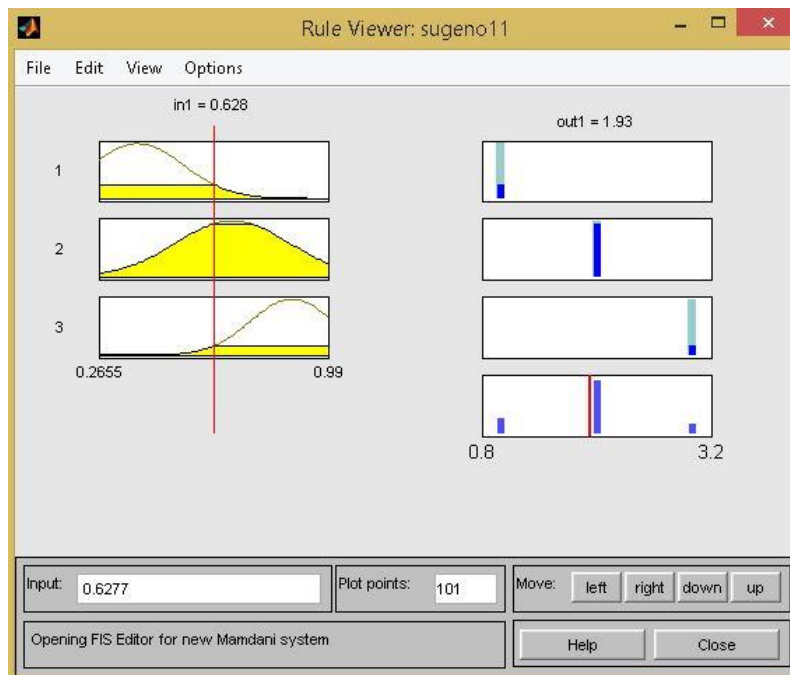 Rule Viewer: sugeno11
File Edit View Options
in1 = 0.628
out1 = 1.93
1
2
3
0.2655 0.99
0.8 3.2
Input: 0.6277
Plot points: 101
Move: left right down up
Opening FIS Editor for new Mamdani system
Help Close